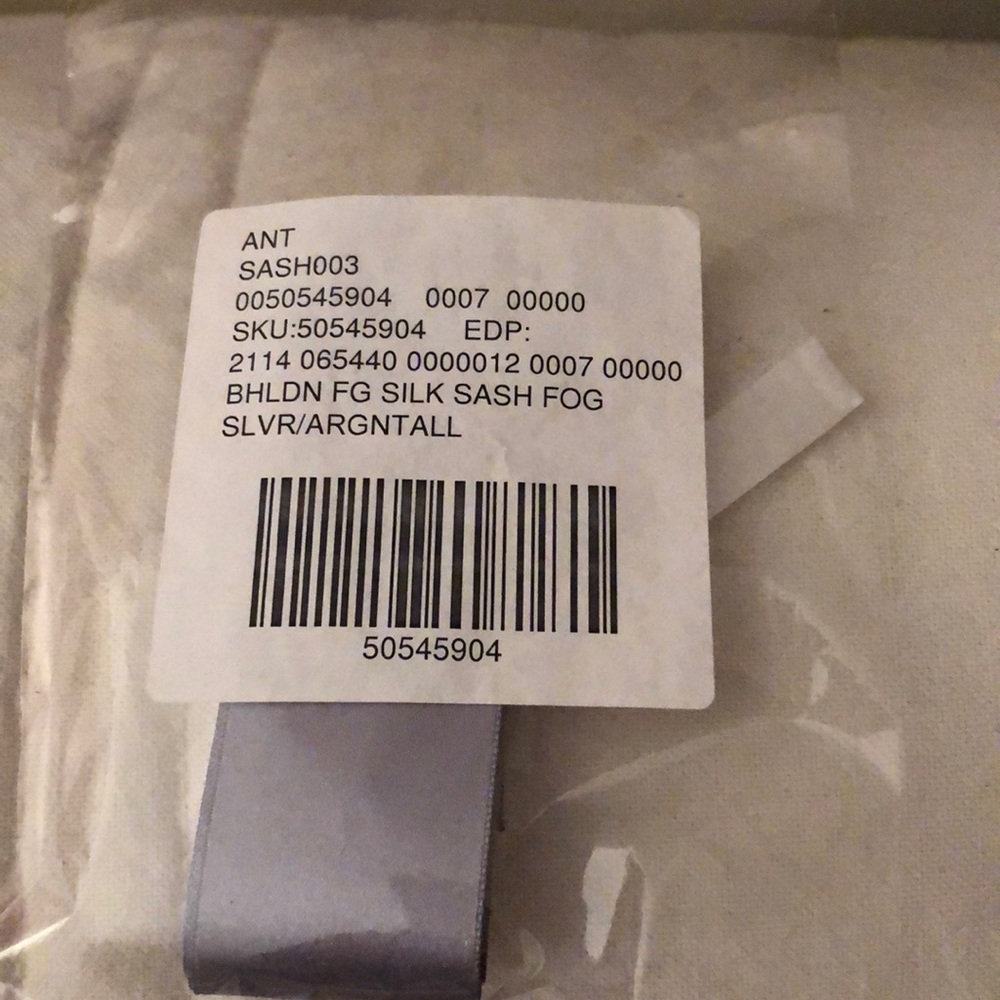 ANT
SASH003
0050545904 0007 00000
SKU:50545904 EDP:
2114 065440 0000012 0007 00000
BHLDN FG SILK SASH FOG
SLVR/ARGNTALL
50545904